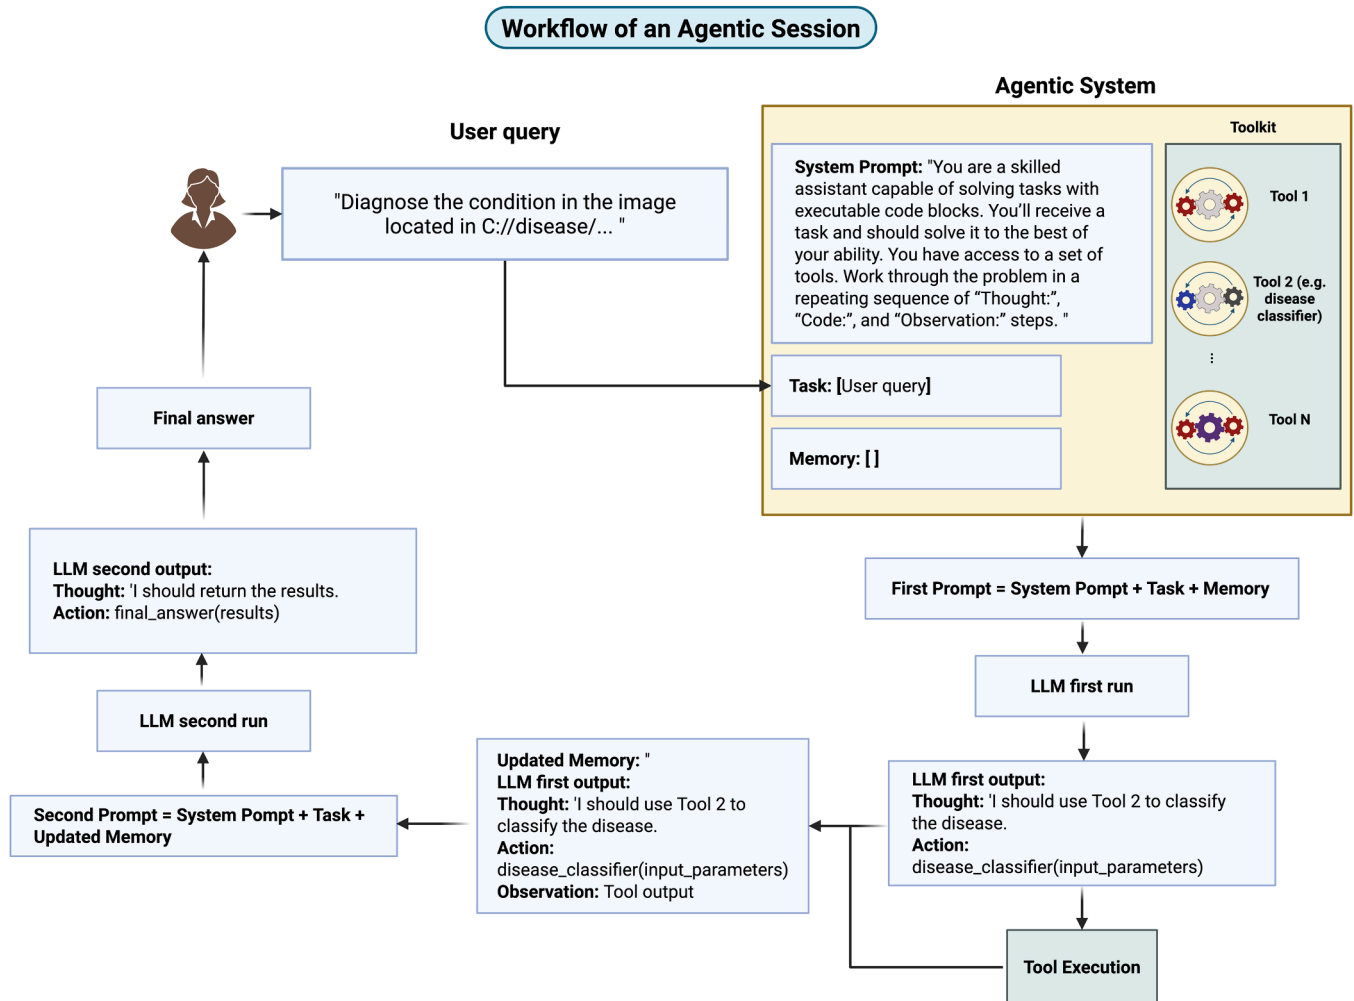 Workflow of an Agentic Session
User query
"Diagnose the condition in the image
located in C://disease/... "
Agentic System
System Prompt: "You are a skilled
assistant capable of solving tasks with
executable code blocks. You’ll receive a
task and should solve it to the best of
your ability. You have access to a set of
tools. Work through the problem in a
repeating sequence of “Thought:”,
“Code:”, and “Observation:” steps. "
Task: [User query]
Memory: [ ]
Toolkit
Tool 1
Tool 2 (e.g.
disease
classifier)
...
Tool N
First Prompt = System Pompt + Task + Memory
LLM first run
LLM first output:
Thought: 'I should use Tool 2 to classify
the disease.
Action:
disease_classifier(input_parameters)
Tool Execution
Updated Memory: "
LLM first output:
Thought: 'I should use Tool 2 to
classify the disease.
Action:
disease_classifier(input_parameters)
Observation: Tool output
Second Prompt = System Pompt + Task +
Updated Memory
LLM second run
LLM second output:
Thought: 'I should return the results.
Action: final_answer(results)
Final answer